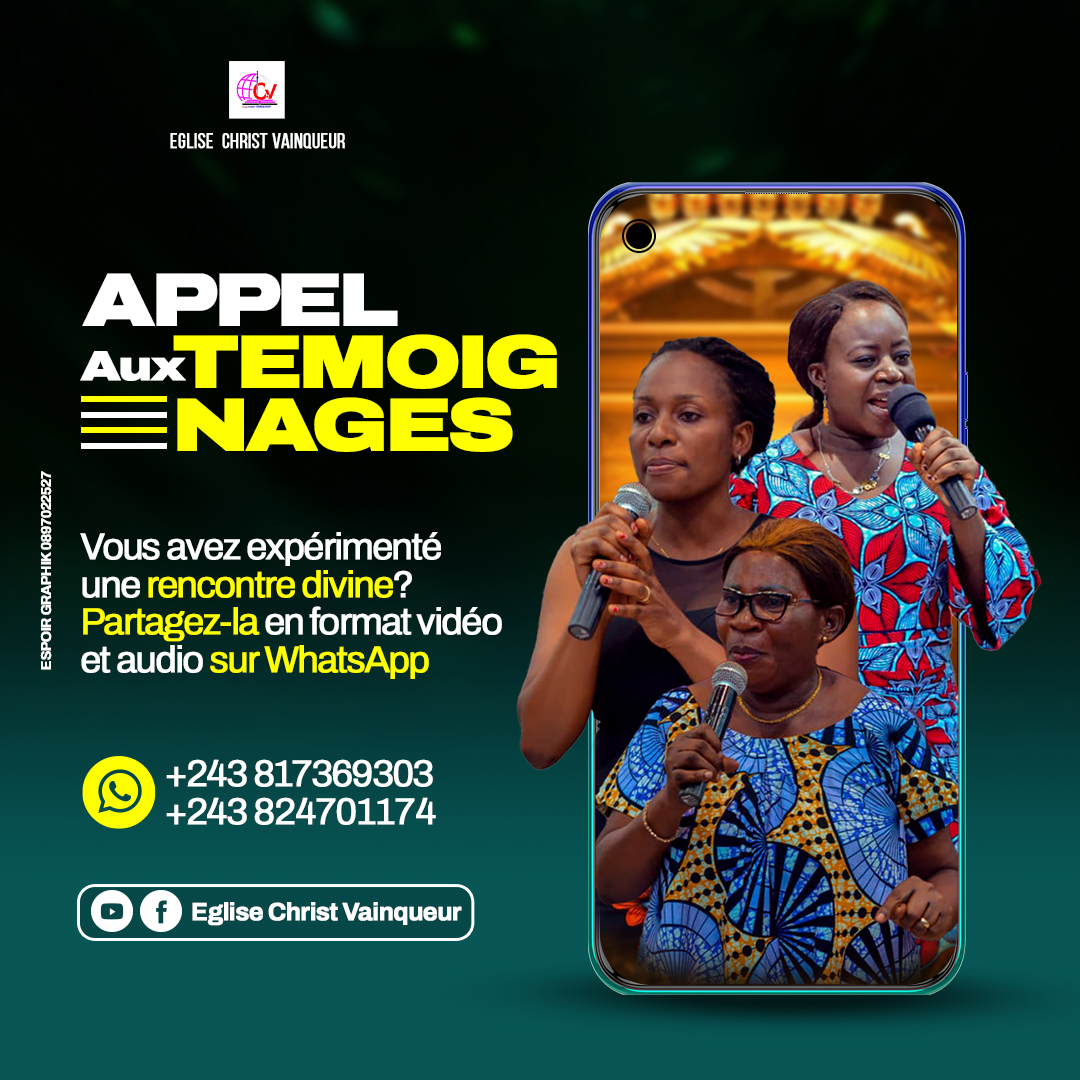 CV
EGLISE CHRIST VAINQUEUR
APPEL
Aux TEMOIG
NAGES
ESPOIR GRAPHIK 0897022527
Vous avez expérimenté
une rencontre divine?
Partagez-la en format vidéo
et audio sur WhatsApp
+243 817369303
+243 824701174
Eglise Christ Vainqueur